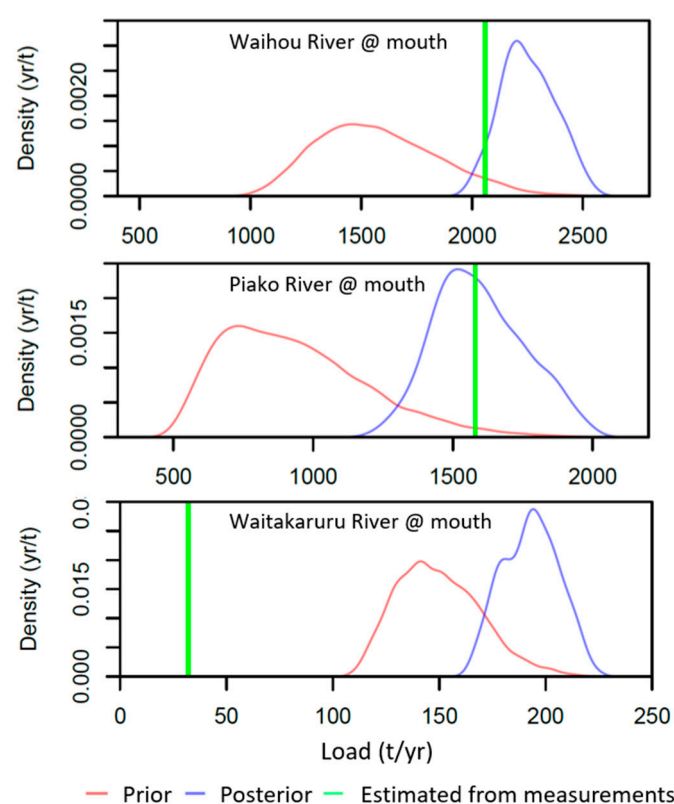 Waihou River @ mouth
Density (yr/t)
0.0000 0.0020
500 1000 1500 2000 2500
Piako River @ mouth
Density (yr/t)
0.0000 0.0015
500 1000 1500 2000
Waitakaruru River @ mouth
Density (yr/t)
0.000 0.015 0.0
0 50 100 150 200 250
Load (t/yr)
Prior Posterior Estimated from measurements